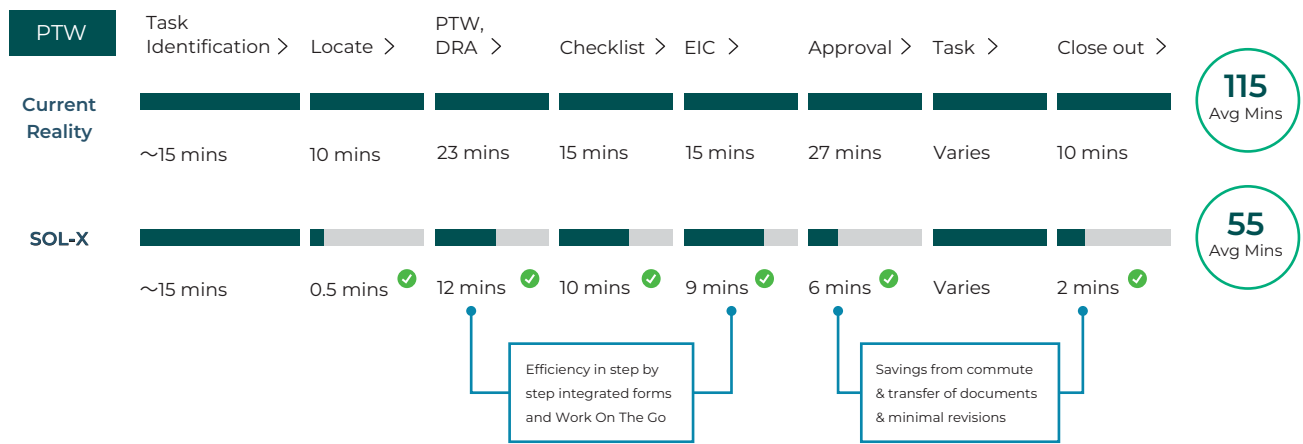 PTW
Task
Identification >
Locate >
PTW,
DRA >
Checklist >
EIC >
Approval >
Task >
Close out >
Current
Reality
~15 mins
10 mins
23 mins
15 mins
15 mins
27 mins
Varies
10 mins
115
Avg Mins
SOL-X
~15 mins
0.5 mins
12 mins
10 mins
9 mins
6 mins
Varies
2 mins
55
Avg Mins
Efficiency in step by
step integrated forms
and Work On The Go
Savings from commute
& transfer of documents
& minimal revisions